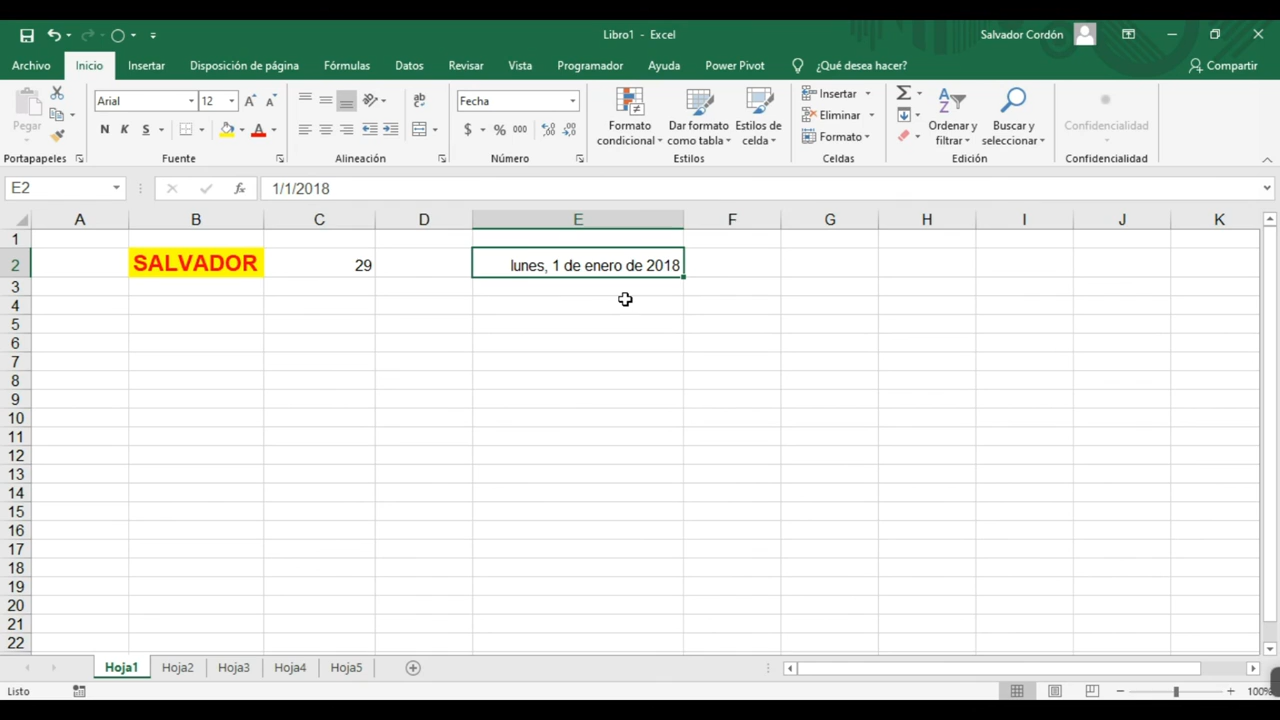 Libro1 - Excel
Salvador Cordón
Archivo Inicio Insertar Disposición de página Fórmulas Datos Revisar Vista Programador Ayuda Power Pivot ¿Qué desea hacer? Compartir
Pegar
Arial 12
N K S
Fecha
$ % 000
Formato condicional
Dar formato como tabla
Estilos de celda
Insertar
Eliminar
Formato
Ordenar y filtrar
Buscar y seleccionar
Confidencialidad
Portapapeles Fuente Alineación Número Estilos Celdas Edición Confidencialidad
E2 fx 1/1/2018
A B C D E F G H I J K
1
2 SALVADOR 29 lunes, 1 de enero de 2018
3
4
5
6
7
8
9
10
11
12
13
14
15
16
17
18
19
20
21
22
Hoja1 Hoja2 Hoja3 Hoja4 Hoja5
Listo 100%